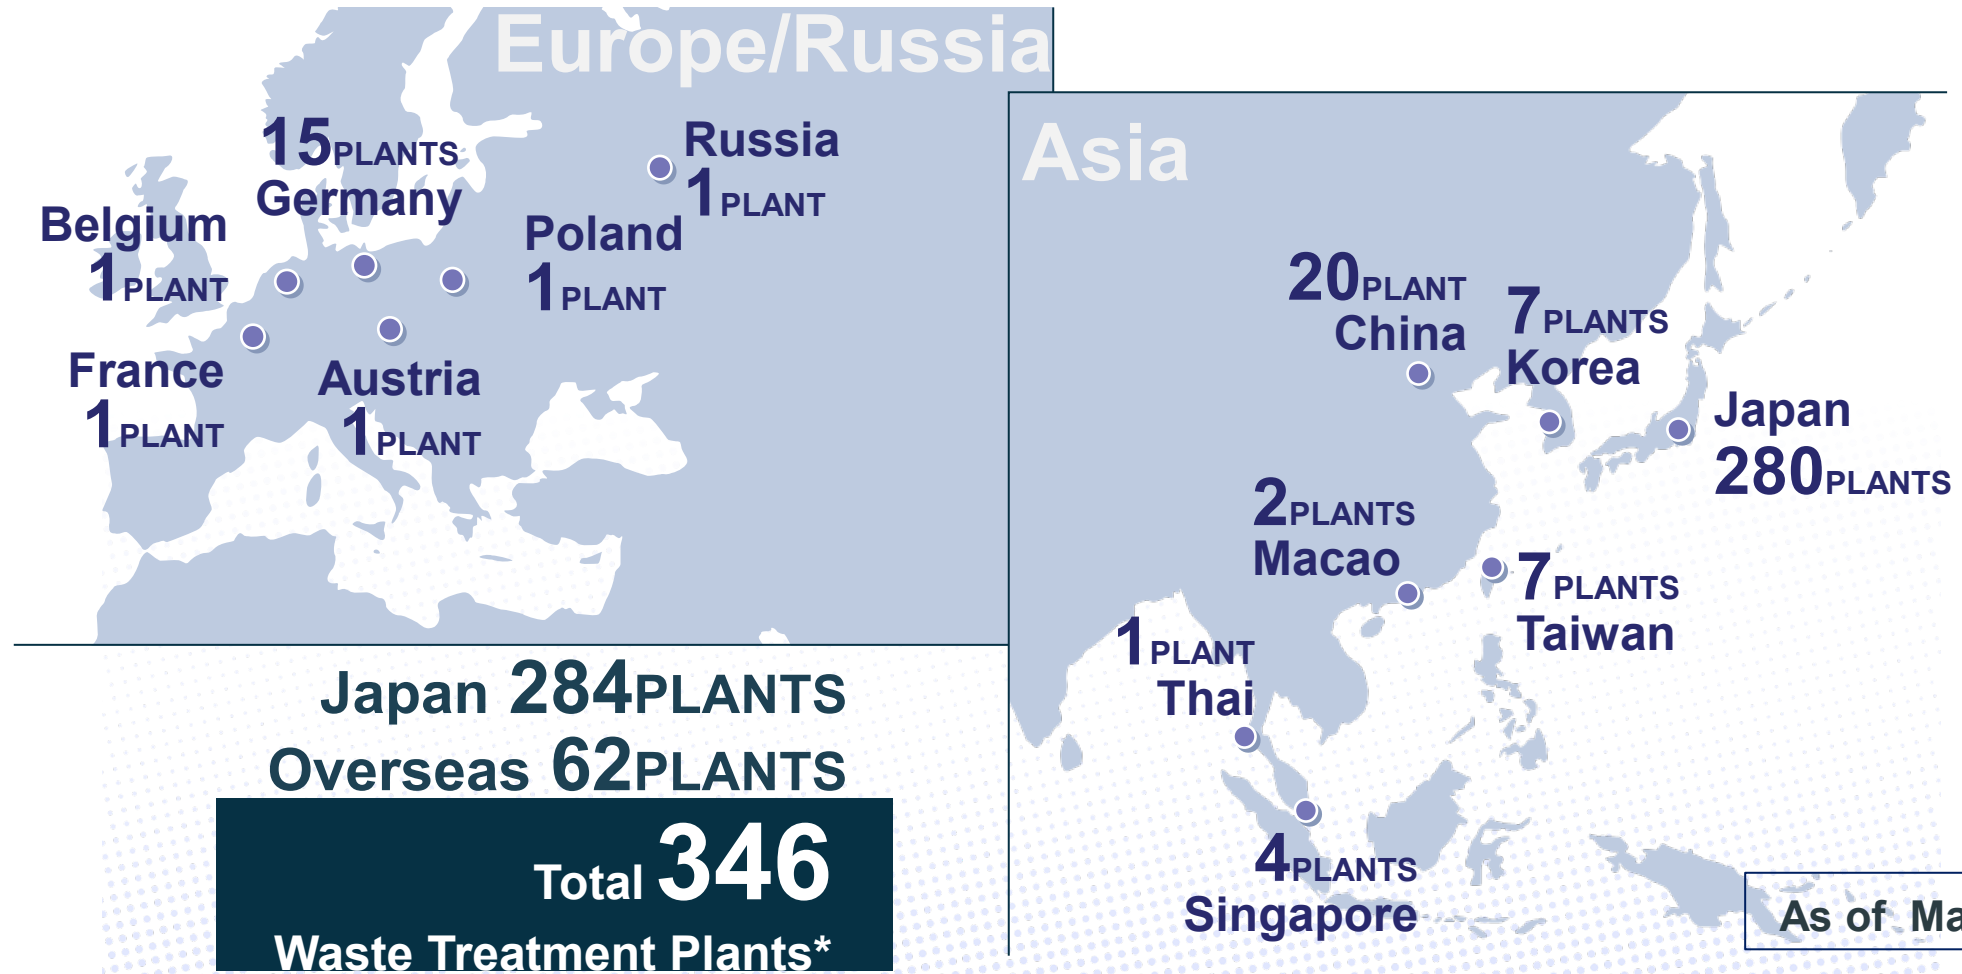 Europe/Russia
15PLANTS
Germany
Russia
1PLANT
Belgium
1PLANT
Poland
1PLANT
France
1PLANT
Austria
1PLANT
Asia
20PLANT
China
7PLANTS
Korea
Japan
280PLANTS
2PLANTS
Macao
7PLANTS
Taiwan
1PLANT
Thai
4PLANTS
Singapore
Japan 284PLANTS
Overseas 62PLANTS
Total 346
Waste Treatment Plants*
As of